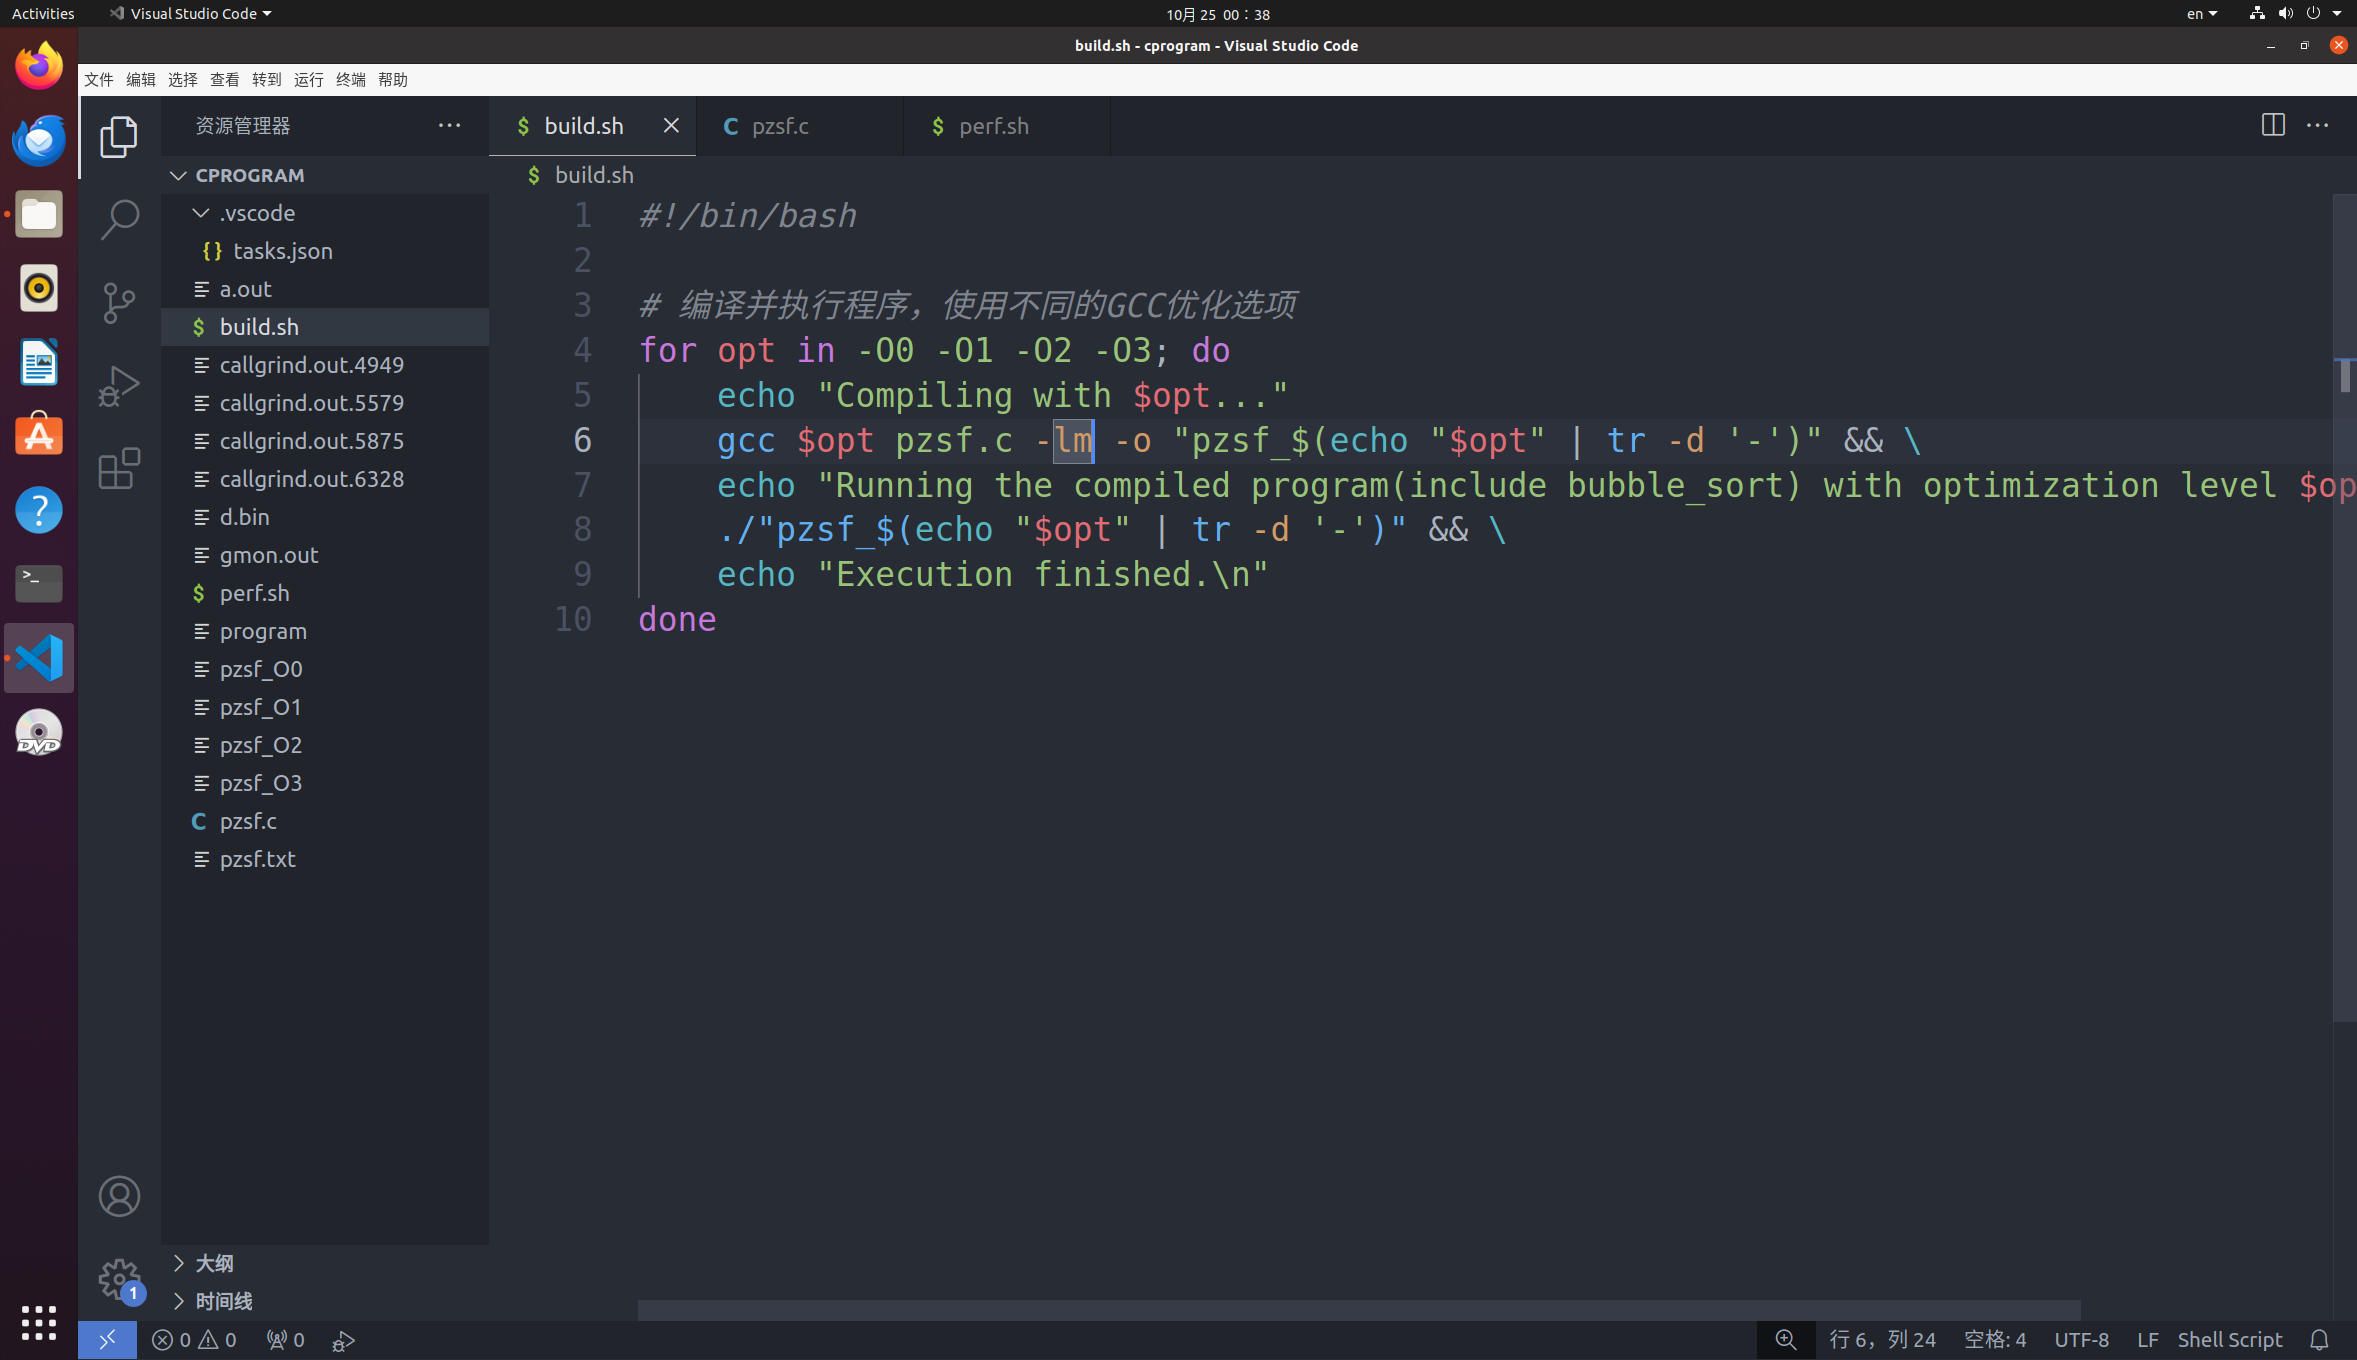 Activities Visual Studio Code 10月 25 00：38 en
build.sh - cprogram - Visual Studio Code
文件 编辑 选择 查看 转到 运行 终端 帮助
资源管理器
CPROGRAM
.vscode
{} tasks.json
a.out
$ build.sh
callgrind.out.4949
callgrind.out.5579
callgrind.out.5875
callgrind.out.6328
d.bin
gmon.out
$ perf.sh
program
pzsf_O0
pzsf_O1
pzsf_O2
pzsf_O3
C pzsf.c
pzsf.txt
大纲
时间线
$ build.sh C pzsf.c $ perf.sh
$ build.sh
1 #!/bin/bash
2
3 # 编译并执行程序，使用不同的GCC优化选项
4 for opt in -O0 -O1 -O2 -O3; do
5 echo "Compiling with $opt..."
6 gcc $opt pzsf.c -lm -o "pzsf_$(echo "$opt" | tr -d '-')" && \
7 echo "Running the compiled program(include bubble_sort) with optimization level $op
8 ./"pzsf_$(echo "$opt" | tr -d '-')" && \
9 echo "Execution finished.\n"
10 done
DVD
1
0 0 0 行 6，列 24 空格: 4 UTF-8 LF Shell Script